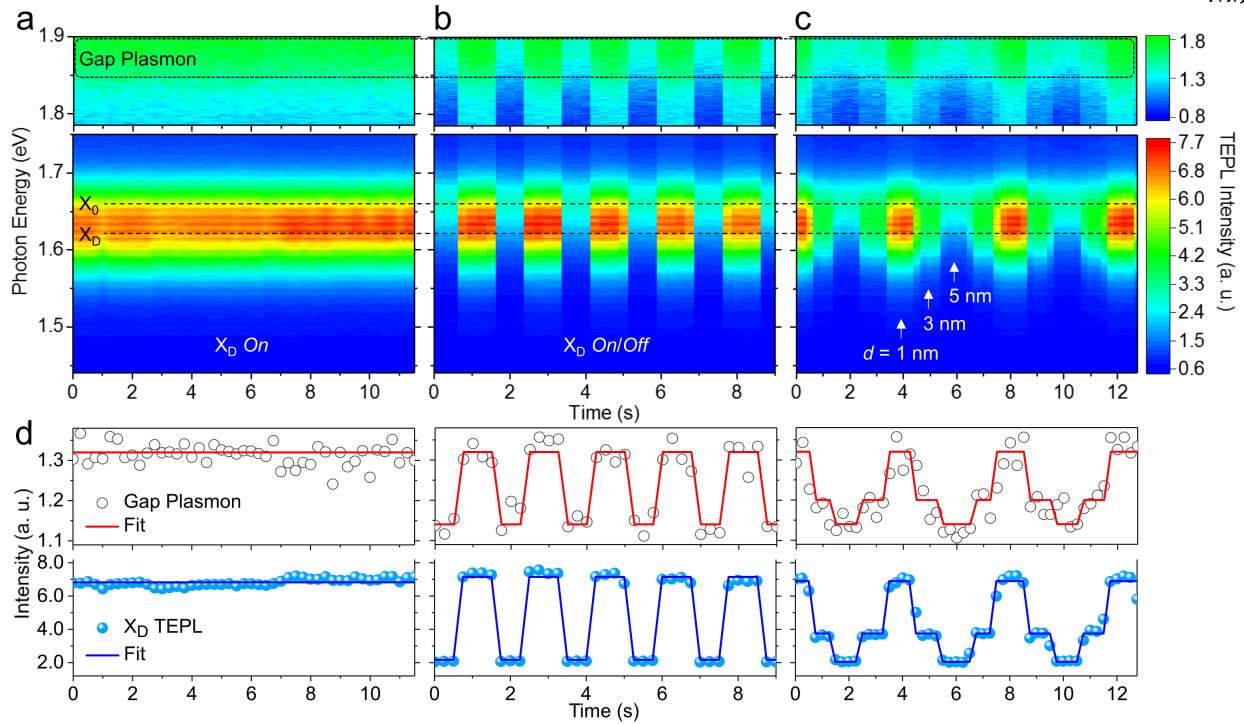 a
b
c
1.9
1.8
Gap Plasmon
1.8
1.3
0.8
Photon Energy (eV)
1.7
1.6
1.5
X0
XD
XD On
XD On/Off
5 nm
3 nm
d = 1 nm
7.7
6.8
6.0
5.1
4.2
3.2
2.4
1.4
0.6
TEPL Intensity (a. u.)
0 2 4 6 8 10
0 2 4 6 8
0 2 4 6 8 10 12
Time (s)
d
Intensity (a. u.)
1.3
1.2
1.1
Gap Plasmon
Fit
8.0
6.0
4.0
2.0
XD TEPL
Fit
0 2 4 6 8 10
0 2 4 6 8
0 2 4 6 8 10 12
Time (s)